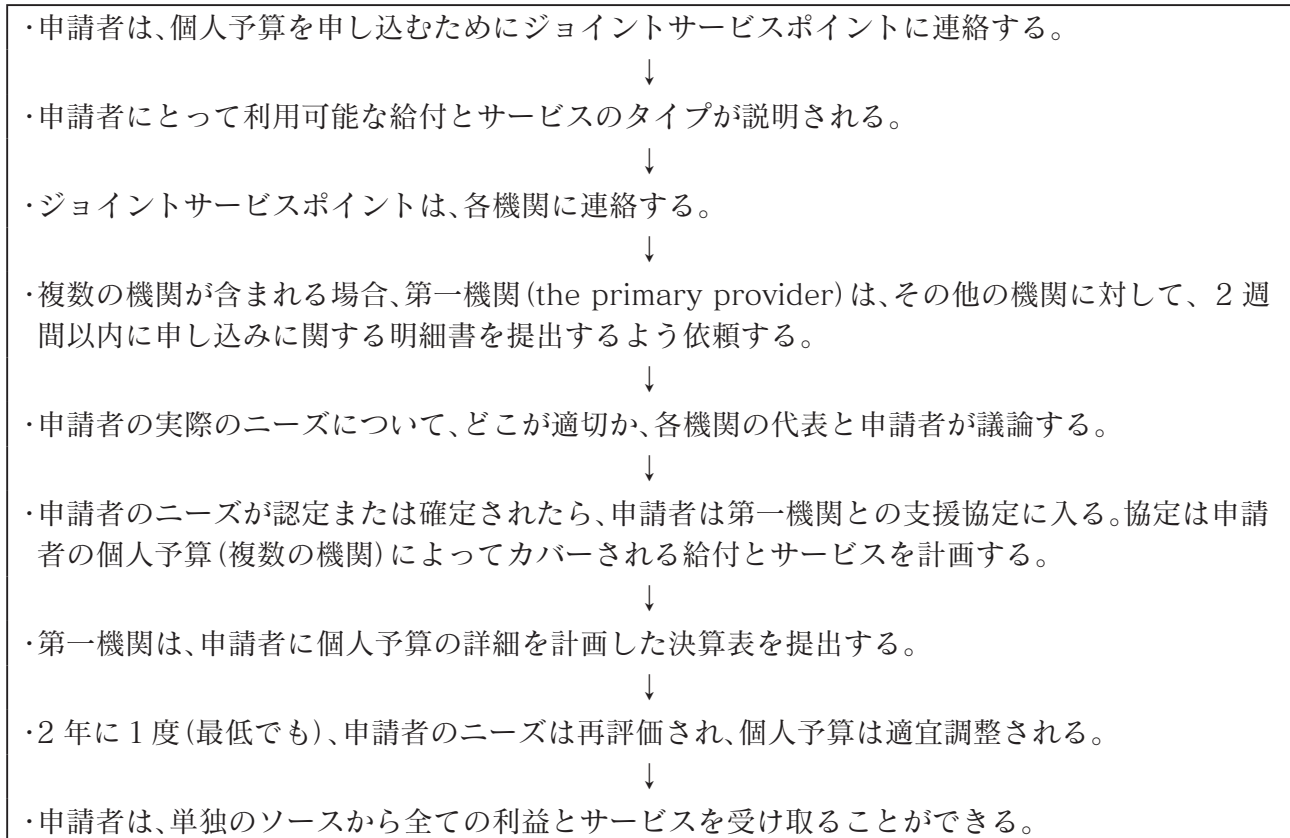 ·申請者は、個人予算を申し込むためにジョイントサービスポイントに連絡する。
↓
·申請者にとって利用可能な給付とサービスのタイプが説明される。
↓
·ジョイントサービスポイントは、各機関に連絡する。
↓
·複数の機関が含まれる場合、第一機関(the primary provider)は、その他の機関に対して、2週
間以内に申し込みに関する明細書を提出するよう依頼する。
↓
·申請者の実際のニーズについて、どこが適切か、各機関の代表と申請者が議論する。
↓
·申請者のニーズが認定または確定されたら、申請者は第一機関との支援協定に入る。協定は申請
者の個人予算(複数の機関)によってカバーされる給付とサービスを計画する。
↓
·第一機関は、申請者に個人予算の詳細を計画した決算表を提出する。
↓
·2年に1度(最低でも)、申請者のニーズは再評価され、個人予算は適宜調整される。
↓
·申請者は、単独のソースから全ての利益とサービスを受け取ることができる。